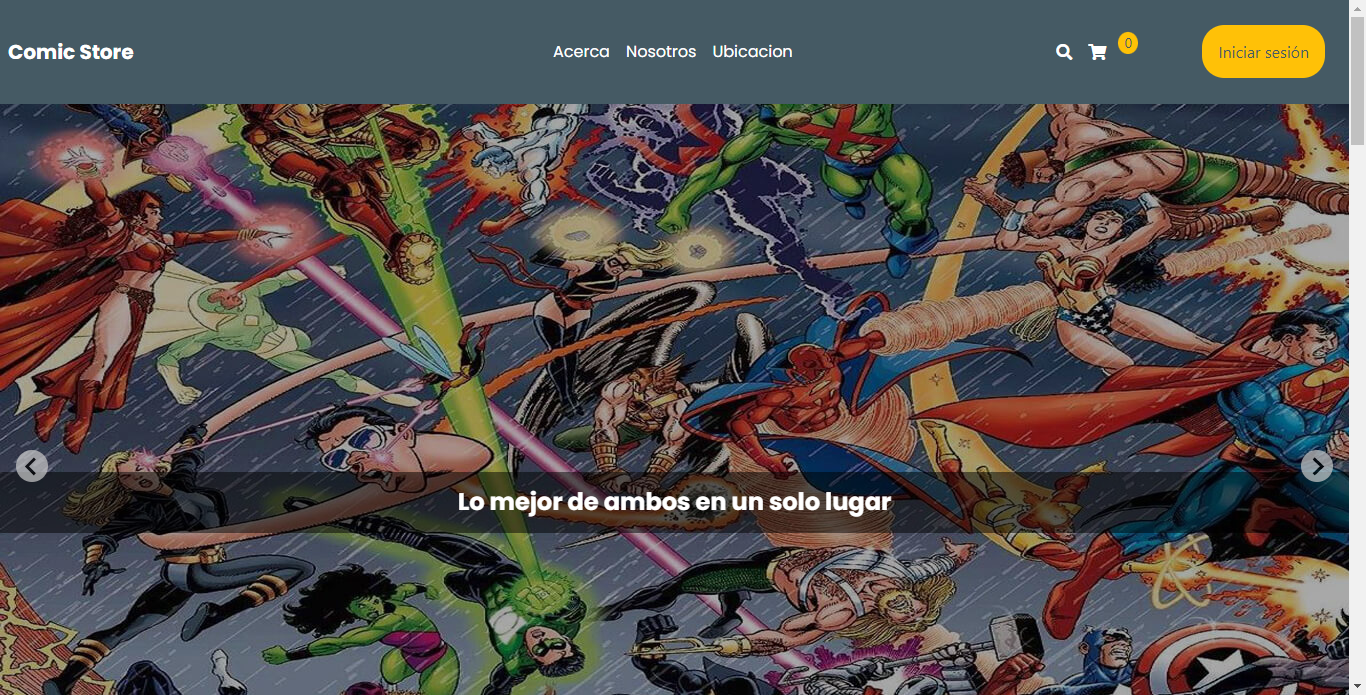 Comic Store
Acerca Nosotros Ubicacion
0
Iniciar sesión
Lo mejor de ambos en un solo lugar